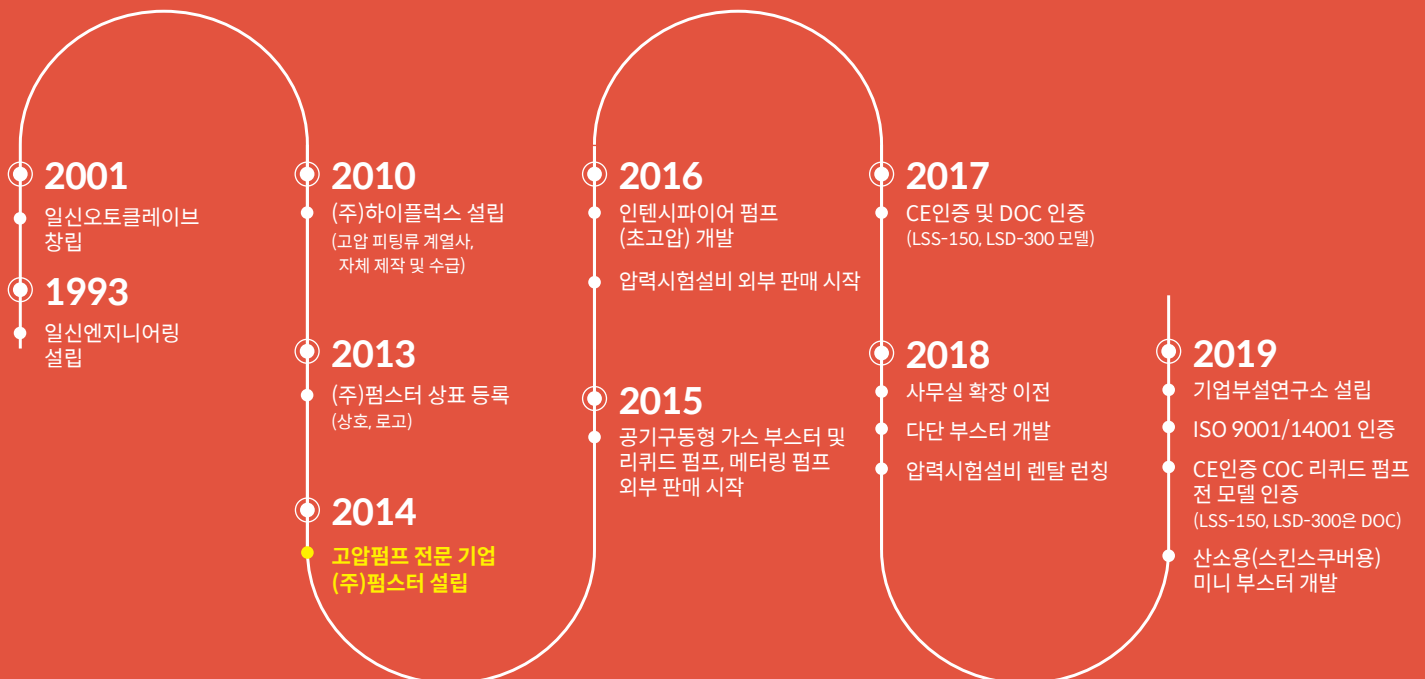 2001
일신오토클레이브
창립
1993
일신엔지니어링
설립
2010
(주)하이플럭스 설립
(고압 피팅류 계열사,
자체 제작 및 수급)
2013
(주)펌스터 상표 등록
(상호, 로고)
2014
고압펌프 전문 기업
(주)펌스터 설립
2016
인텐시파이어 펌프
(초고압) 개발
압력시험설비 외부 판매 시작
2015
공기구동형 가스 부스터 및
리퀴드 펌프, 메터링 펌프
외부 판매 시작
2017
CE인증 및 DOC 인증
(LSS-150, LSD-300 모델)
2018
사무실 확장 이전
다단 부스터 개발
압력시험설비 렌탈 런칭
2019
기업부설연구소 설립
ISO 9001/14001 인증
CE인증 COC 리퀴드 펌프
전 모델 인증
(LSS-150, LSD-300은 DOC)
산소용(스킨스쿠버용)
미니 부스터 개발